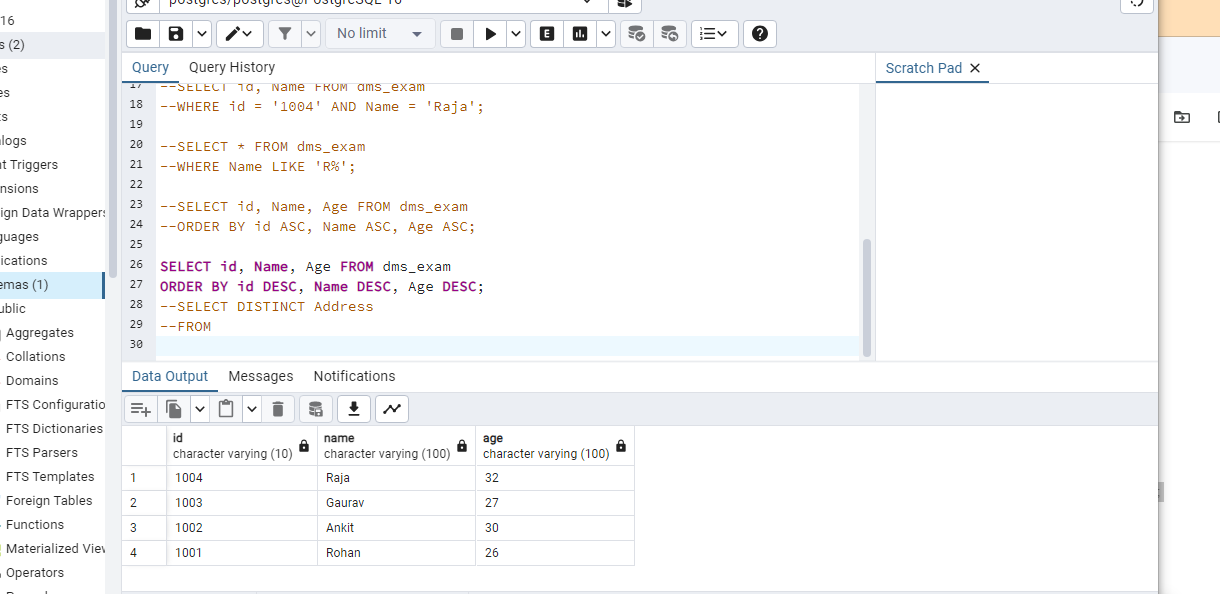 postgres/postgres@PostgreSQL 16
16
s (2)
es
es
ts
alogs
nt Triggers
ensions
ign Data Wrappers
guages
ications
emas (1)
ublic
Aggregates
Collations
Domains
FTS Configuratio
FTS Dictionaries
FTS Parsers
FTS Templates
Foreign Tables
Functions
Materialized View
Operators
No limit
E
Query
Query History
Scratch Pad
17 --SELECT id, Name FROM dms_exam
18 --WHERE id = '1004' AND Name = 'Raja';
19
20 --SELECT * FROM dms_exam
21 --WHERE Name LIKE 'R%';
22
23 --SELECT id, Name, Age FROM dms_exam
24 --ORDER BY id ASC, Name ASC, Age ASC;
25
26 SELECT id, Name, Age FROM dms_exam
27 ORDER BY id DESC, Name DESC, Age DESC;
28 --SELECT DISTINCT Address
29 --FROM
30
Data Output Messages Notifications
id name age
character varying (10) character varying (100) character varying (100)
1 1004 Raja 32
2 1003 Gaurav 27
3 1002 Ankit 30
4 1001 Rohan 26